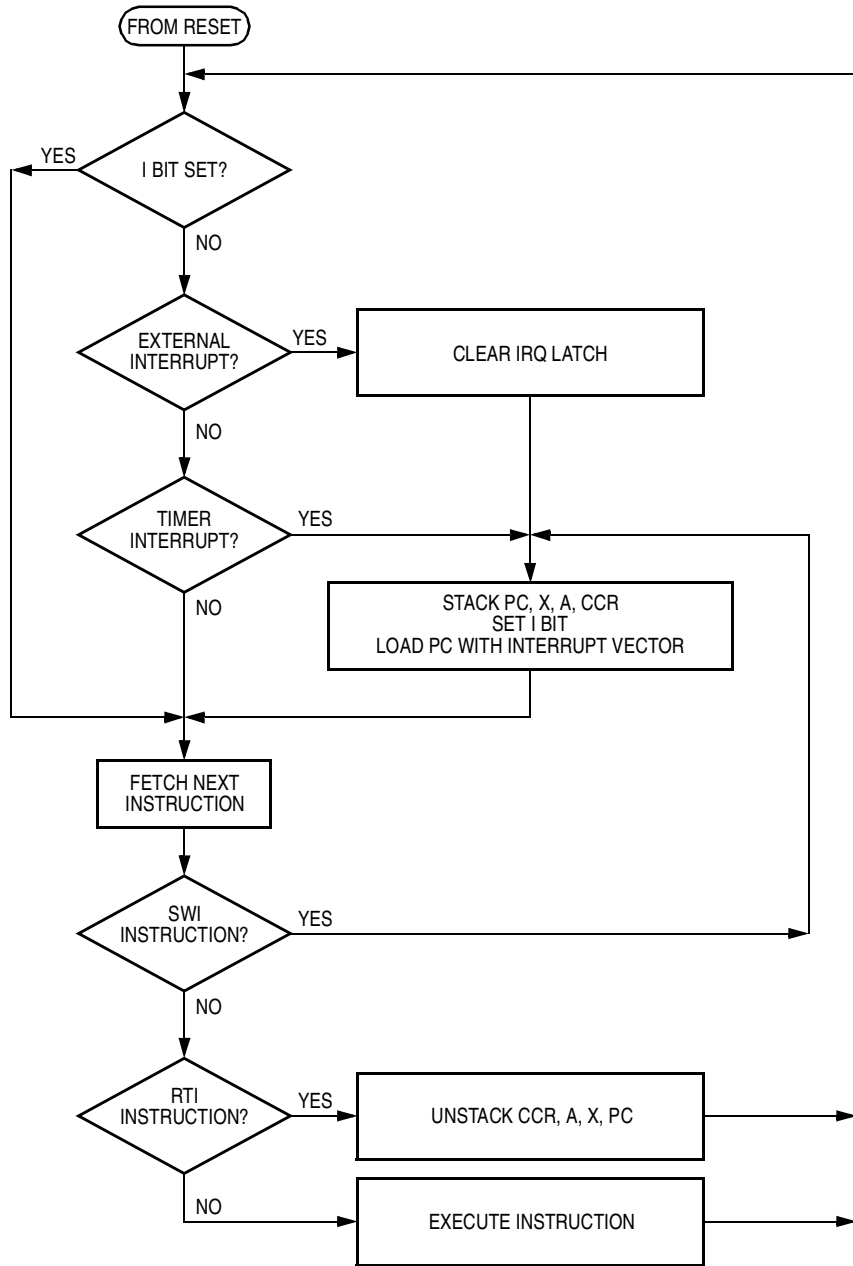 FROM RESET
I BIT SET?
YES
NO
EXTERNAL
INTERRUPT?
YES
CLEAR IRQ LATCH
NO
TIMER
INTERRUPT?
YES
NO
STACK PC, X, A, CCR
SET I BIT
LOAD PC WITH INTERRUPT VECTOR
FETCH NEXT
INSTRUCTION
SWI
INSTRUCTION?
YES
NO
RTI
INSTRUCTION?
YES
UNSTACK CCR, A, X, PC
NO
EXECUTE INSTRUCTION